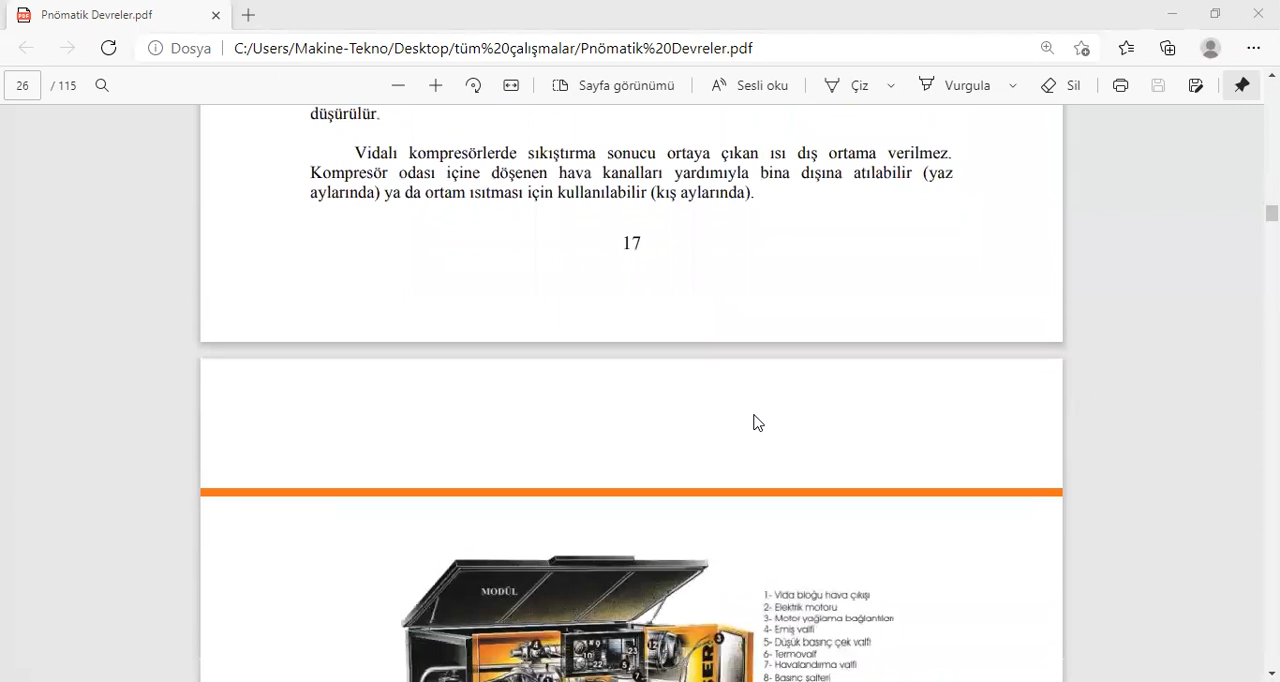 Pnömatik Devreler.pdf
Dosya
C:/Users/Makine-Tekno/Desktop/tüm%20çalışmalar/Pnömatik%20Devreler.pdf
26 / 115
Sayfa görünümü
Sesli oku
Çiz
Vurgula
Sil
düşürülür.
Vidalı kompresörlerde sıkıştırma sonucu ortaya çıkan ısı dış ortama verilmez.
Kompresör odası içine döşenen hava kanalları yardımıyla bina dışına atılabilir (yaz
aylarında) ya da ortam ısıtması için kullanılabilir (kış aylarında).
17
MODÜL
1- Vida bloğu hava çıkışı
2- Elektrik motoru
3- Motor yağlama bağlantıları
4- Emiş valfi
5- Düşük basınç çek valfi
6- Termovalf
7- Havalandırma valfi
8- Basınç şalteri